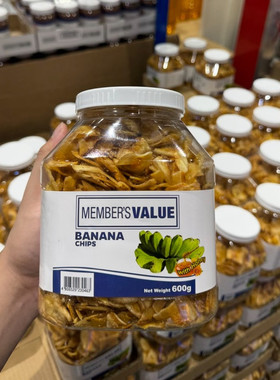 MEMBER'S VALUE
BANANA
CHIPS
Net Weight 600g